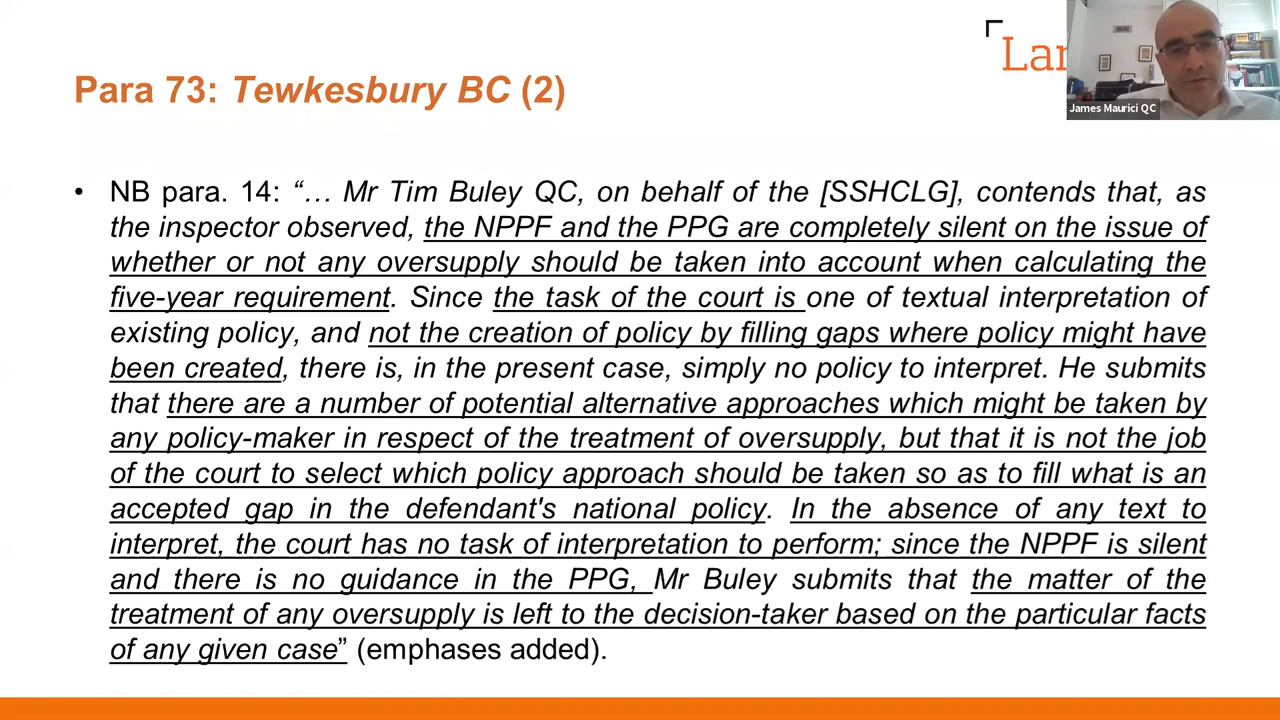 Lan
James Maurici QC
Para 73: Tewkesbury BC (2)
• NB para. 14: “… Mr Tim Buley QC, on behalf of the [SSHCLG], contends that, as
the inspector observed, the NPPF and the PPG are completely silent on the issue of
whether or not any oversupply should be taken into account when calculating the
five-year requirement. Since the task of the court is one of textual interpretation of
existing policy, and not the creation of policy by filling gaps where policy might have
been created, there is, in the present case, simply no policy to interpret. He submits
that there are a number of potential alternative approaches which might be taken by
any policy-maker in respect of the treatment of oversupply, but that it is not the job
of the court to select which policy approach should be taken so as to fill what is an
accepted gap in the defendant's national policy. In the absence of any text to
interpret, the court has no task of interpretation to perform; since the NPPF is silent
and there is no guidance in the PPG, Mr Buley submits that the matter of the
treatment of any oversupply is left to the decision-taker based on the particular facts
of any given case” (emphases added).